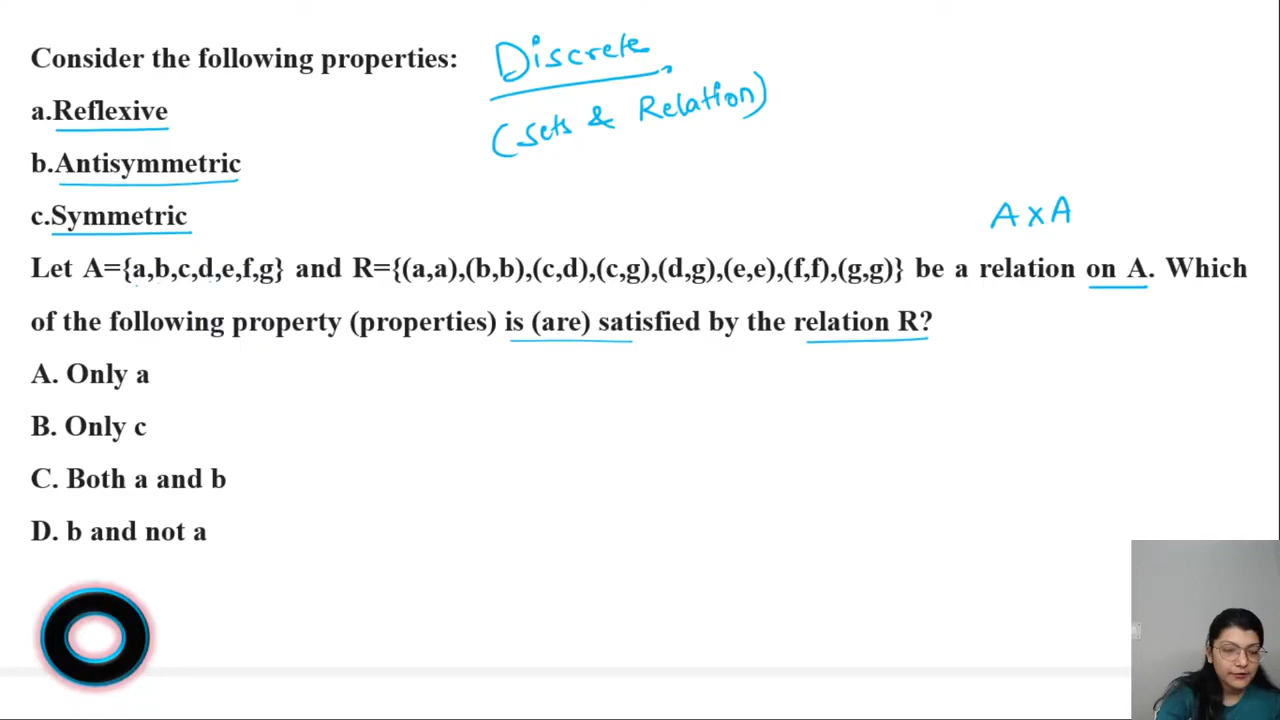 Consider the following properties:
Discrete
a.Reflexive
(Sets & Relation)
b.Antisymmetric
c.Symmetric
A x A
Let A={a,b,c,d,e,f,g} and R={(a,a),(b,b),(c,d),(c,g),(d,g),(e,e),(f,f),(g,g)} be a relation on A. Which
of the following property (properties) is (are) satisfied by the relation R?
A. Only a
B. Only c
C. Both a and b
D. b and not a